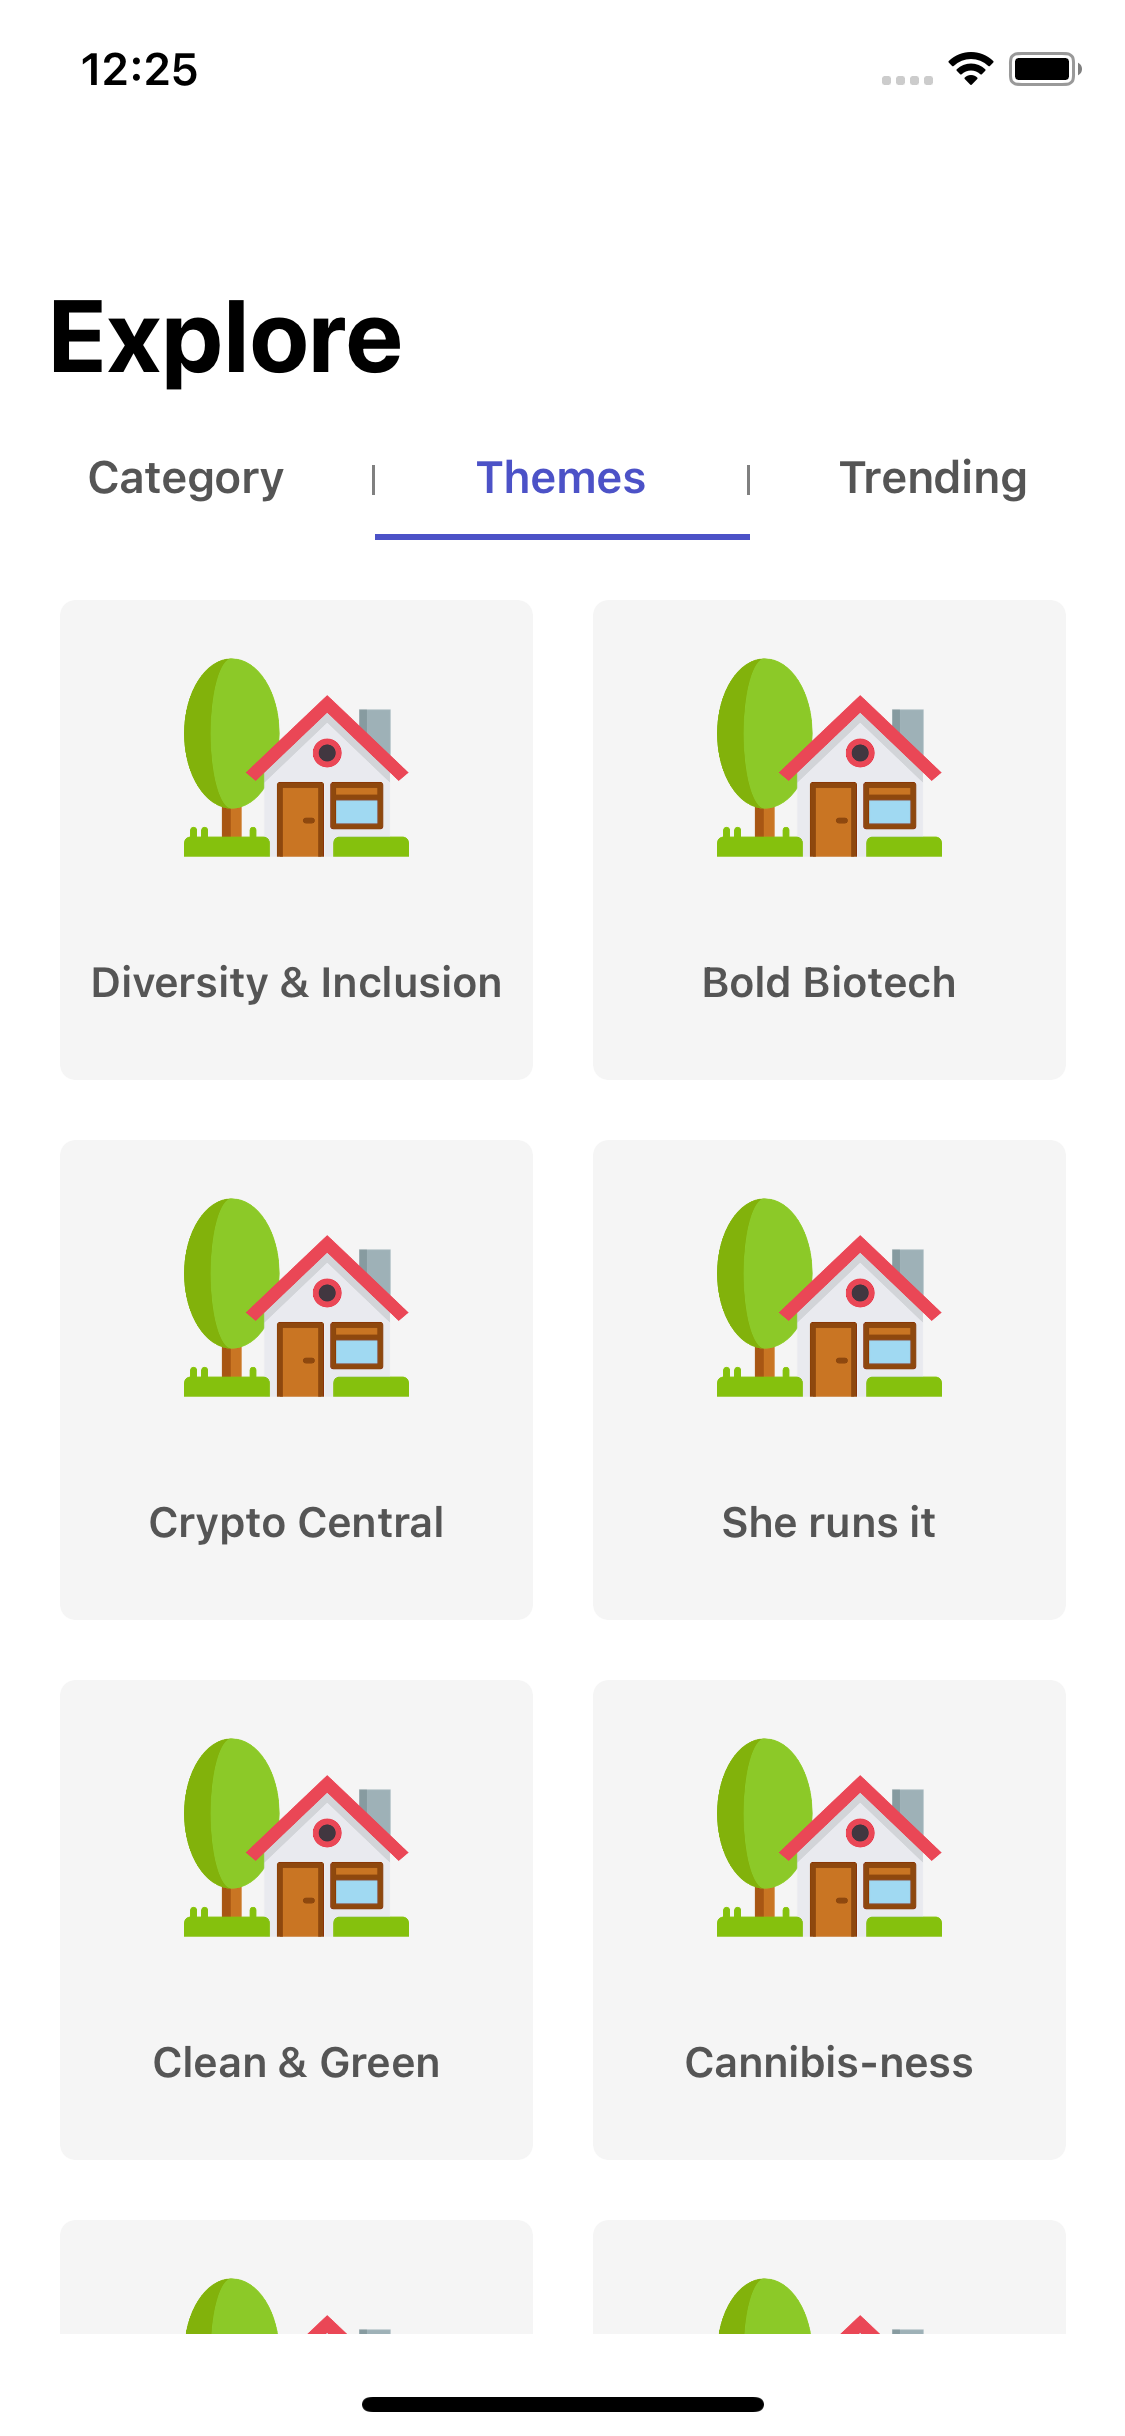 12:25
Explore
Category | Themes | Trending
Diversity & Inclusion
Bold Biotech
Crypto Central
She runs it
Clean & Green
Cannibis-ness